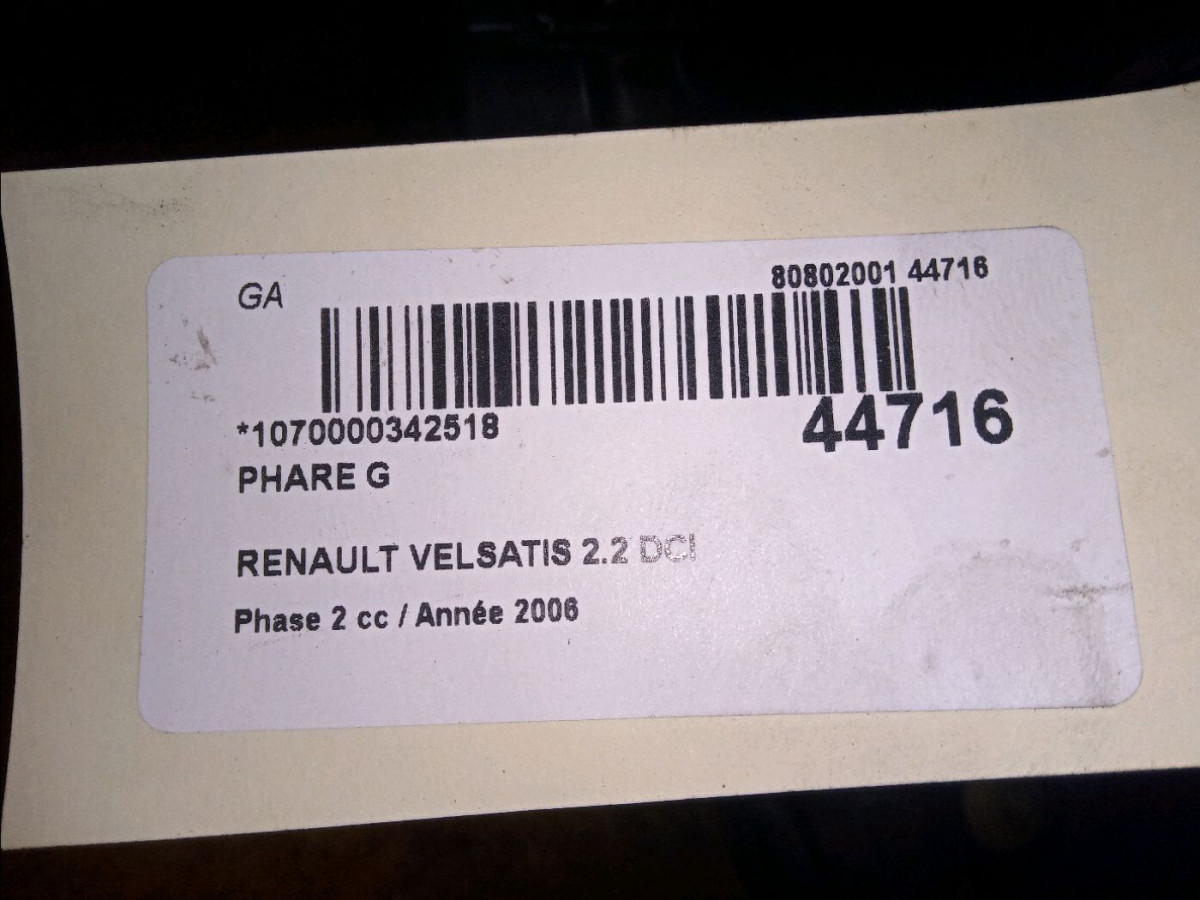 GA
80802001 44716
*1070000342518
44716
PHARE G
RENAULT VELSATIS 2.2 DCI
Phase 2 cc / Année 2006